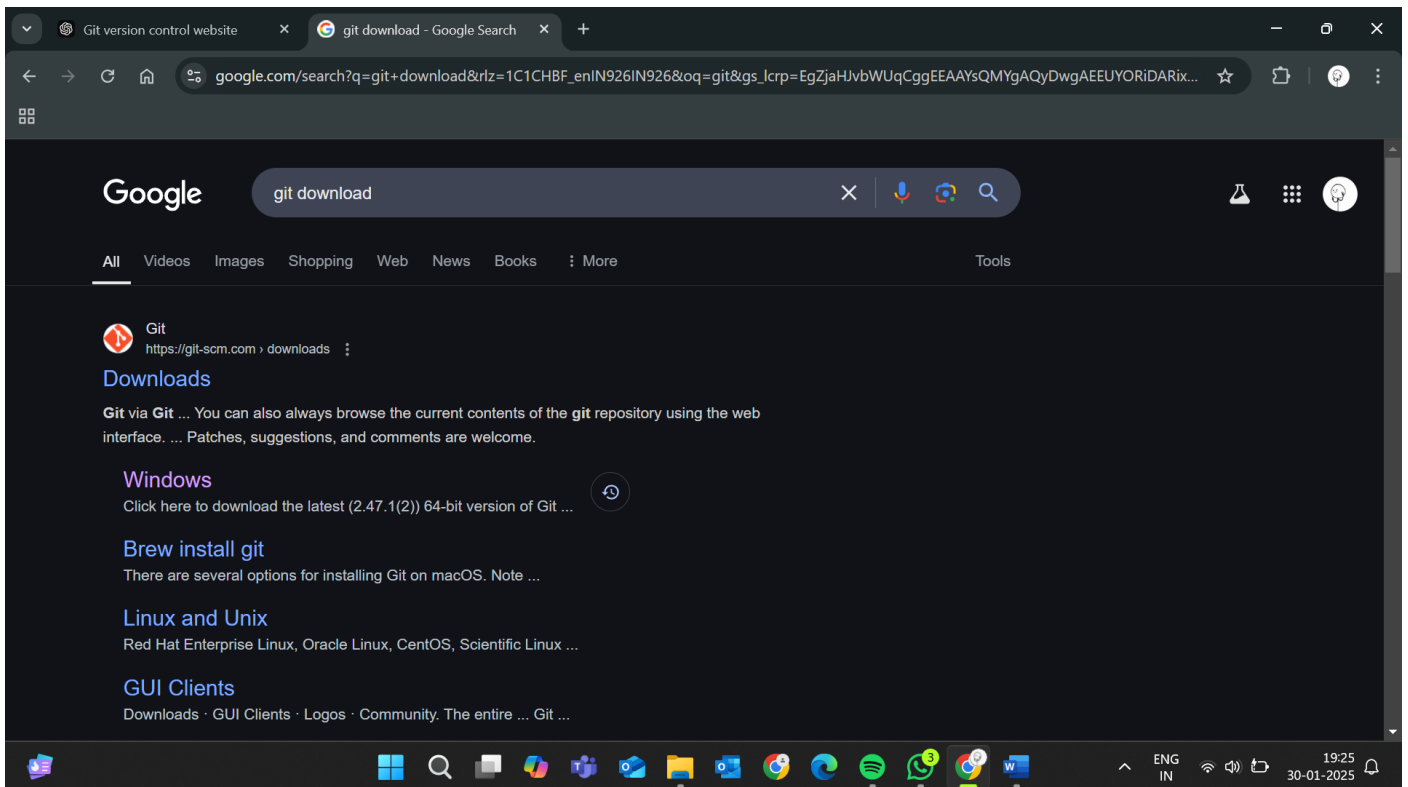 Git version control website
git download - Google Search
google.com/search?q=git+download&rlz=1C1CHBF_enIN926IN926&oq=git&gs_lcrp=EgZjaHJvbWUqCggEEAAYsQMYgAQyDwgAEEUYORiDARix...
Google
git download
All Videos Images Shopping Web News Books More Tools
Git
https://git-scm.com › downloads
Downloads
Git via Git ... You can also always browse the current contents of the git repository using the web
interface. ... Patches, suggestions, and comments are welcome.
Windows
Click here to download the latest (2.47.1(2)) 64-bit version of Git ...
Brew install git
There are several options for installing Git on macOS. Note ...
Linux and Unix
Red Hat Enterprise Linux, Oracle Linux, CentOS, Scientific Linux ...
GUI Clients
Downloads · GUI Clients · Logos · Community. The entire ... Git ...
3
ENG
IN
19:25
30-01-2025